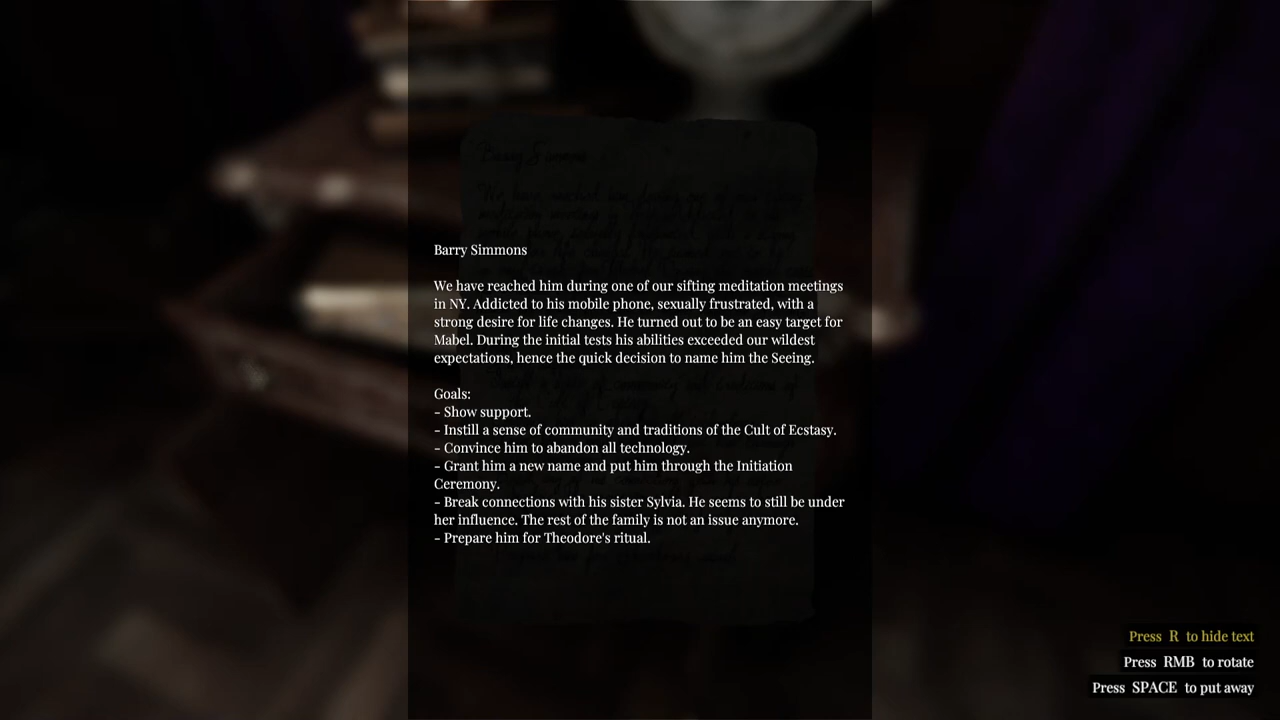 Barry Simmons
We have reached him during one of our sifting meditation meetings
in NY. Addicted to his mobile phone, sexually frustrated, with a
strong desire for life changes. He turned out to be an easy target for
Mabel. During the initial tests his abilities exceeded our wildest
expectations, hence the quick decision to name him the Seeing.
Goals:
- Show support.
- Instill a sense of community and traditions of the Cult of Ecstasy.
- Convince him to abandon all technology.
- Grant him a new name and put him through the Initiation
Ceremony.
- Break connections with his sister Sylvia. He seems to still be under
her influence. The rest of the family is not an issue anymore.
- Prepare him for Theodore's ritual.
Press R to hide text
Press RMB to rotate
Press SPACE to put away